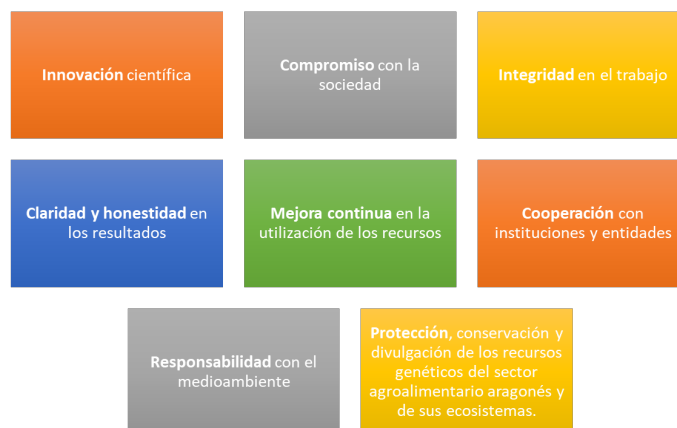 Innovación científica
Compromiso con la
sociedad
Integridad en el trabajo
Claridad y honestidad en
los resultados
Mejora continua en la
utilización de los recursos
Cooperación con
instituciones y entidades
Responsabilidad con el
medioambiente
Protección, conservación y
divulgación de los recursos
genéticos del sector
agroalimentario aragonés y
de sus ecosistemas.